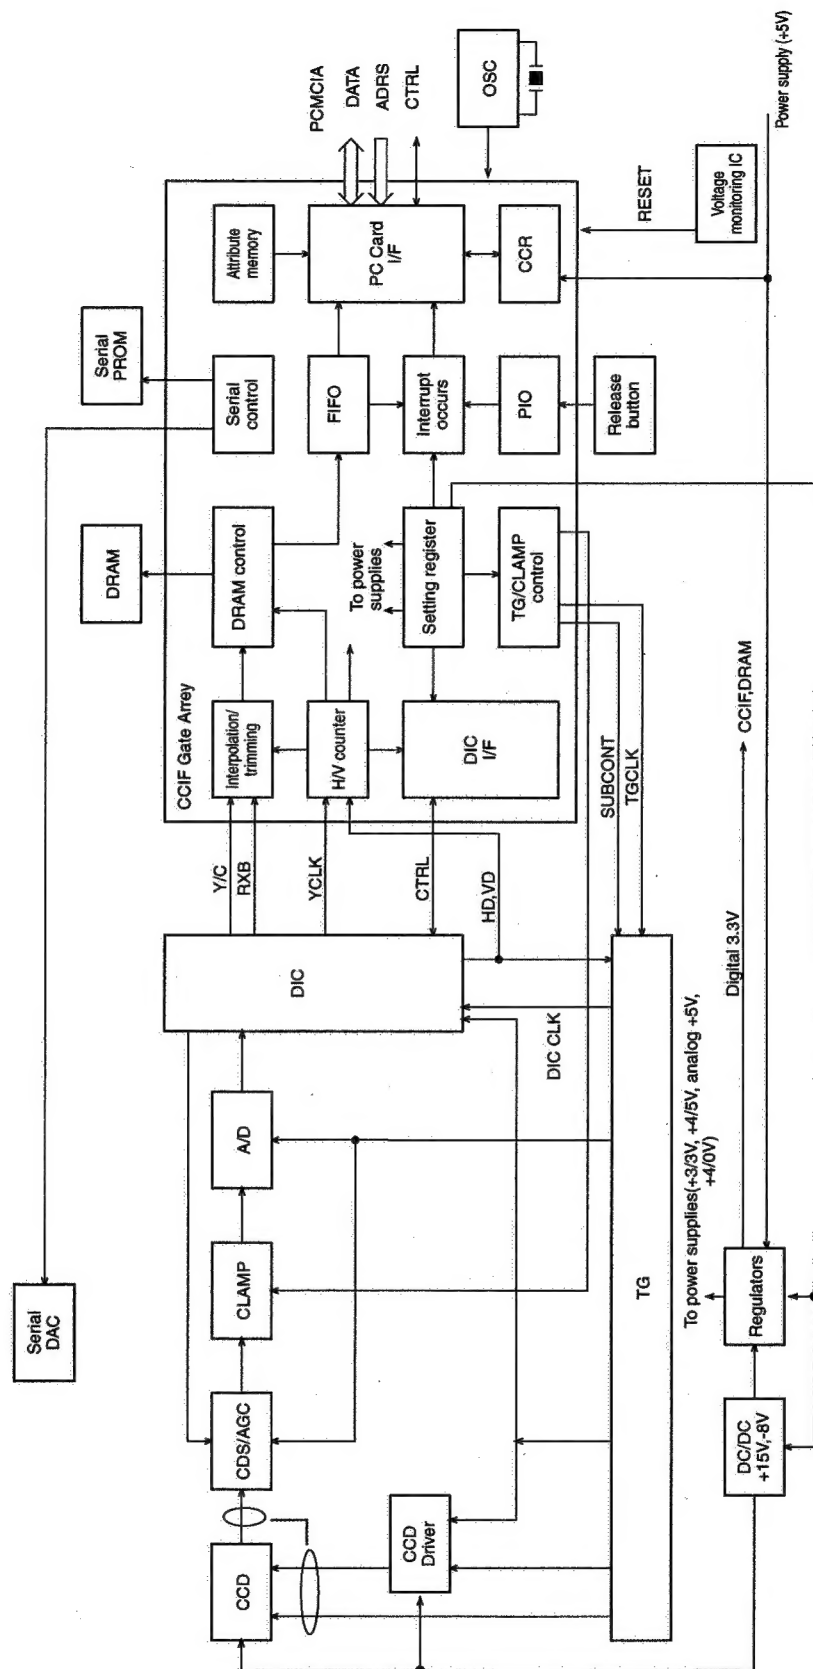 Serial
DAC
Serial
PROM
DRAM
CCIF Gate Arrey
Interpolation/
trimming
DRAM control
Serial
control
Attribute
memory
PCMCIA
DATA
ADRS
CTRL
OSC
CCD
CDS/AGC
CLAMP
A/D
DIC
Y/C
RXB
YCLK
CTRL
HD,VD
H/V counter
To power
supplies
FIFO
PC Card
I/F
DIC
I/F
Setting register
Interrupt
occurs
CCR
TG/CLAMP
control
PIO
Release
button
RESET
Voltage
monitoring IC
Power supply (+5V)
CCD
Driver
DIC CLK
SUBCONT
TGCLK
TG
To power supplies(+3/3V, +4/5V, analog +5V,
+4/0V)
Digital 3.3V
CCIF,DRAM
DC/DC
+15V,-8V
Regulators